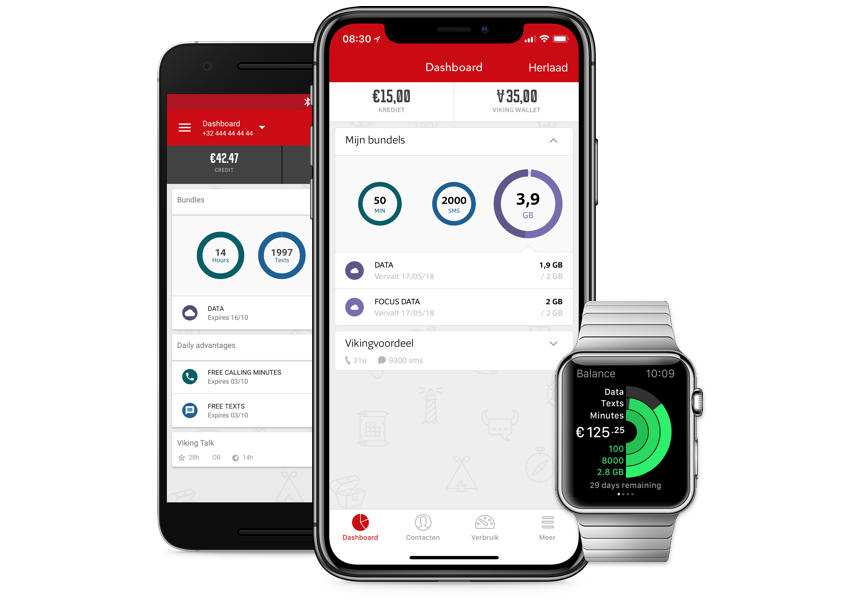 Dashboard
+32 444 44 44 44
€42.47
CREDIT
Bundles
14
Hours
1997
Texts
DATA
Expires 16/10
Daily advantages
FREE CALLING MINUTES
Expires 03/10
FREE TEXTS
Expires 03/10
Viking Talk
28h OR 14h
08:30
Dashboard Herlaad
€15,00 35,00
KREDIET VIKING WALLET
Mijn bundels
50
MIN
2000
SMS
3,9
GB
DATA 1,9 GB
Vervalt 17/05/18 / 2 GB
FOCUS DATA 2 GB
Vervalt 17/05/18 / 2 GB
Vikingvoordeel
31u 9300 sms
Dashboard Contacten Verbruik Meer
Balance 10:09
Data
Texts
Minutes
€125.25
100
8000
2.8 GB
29 days remaining